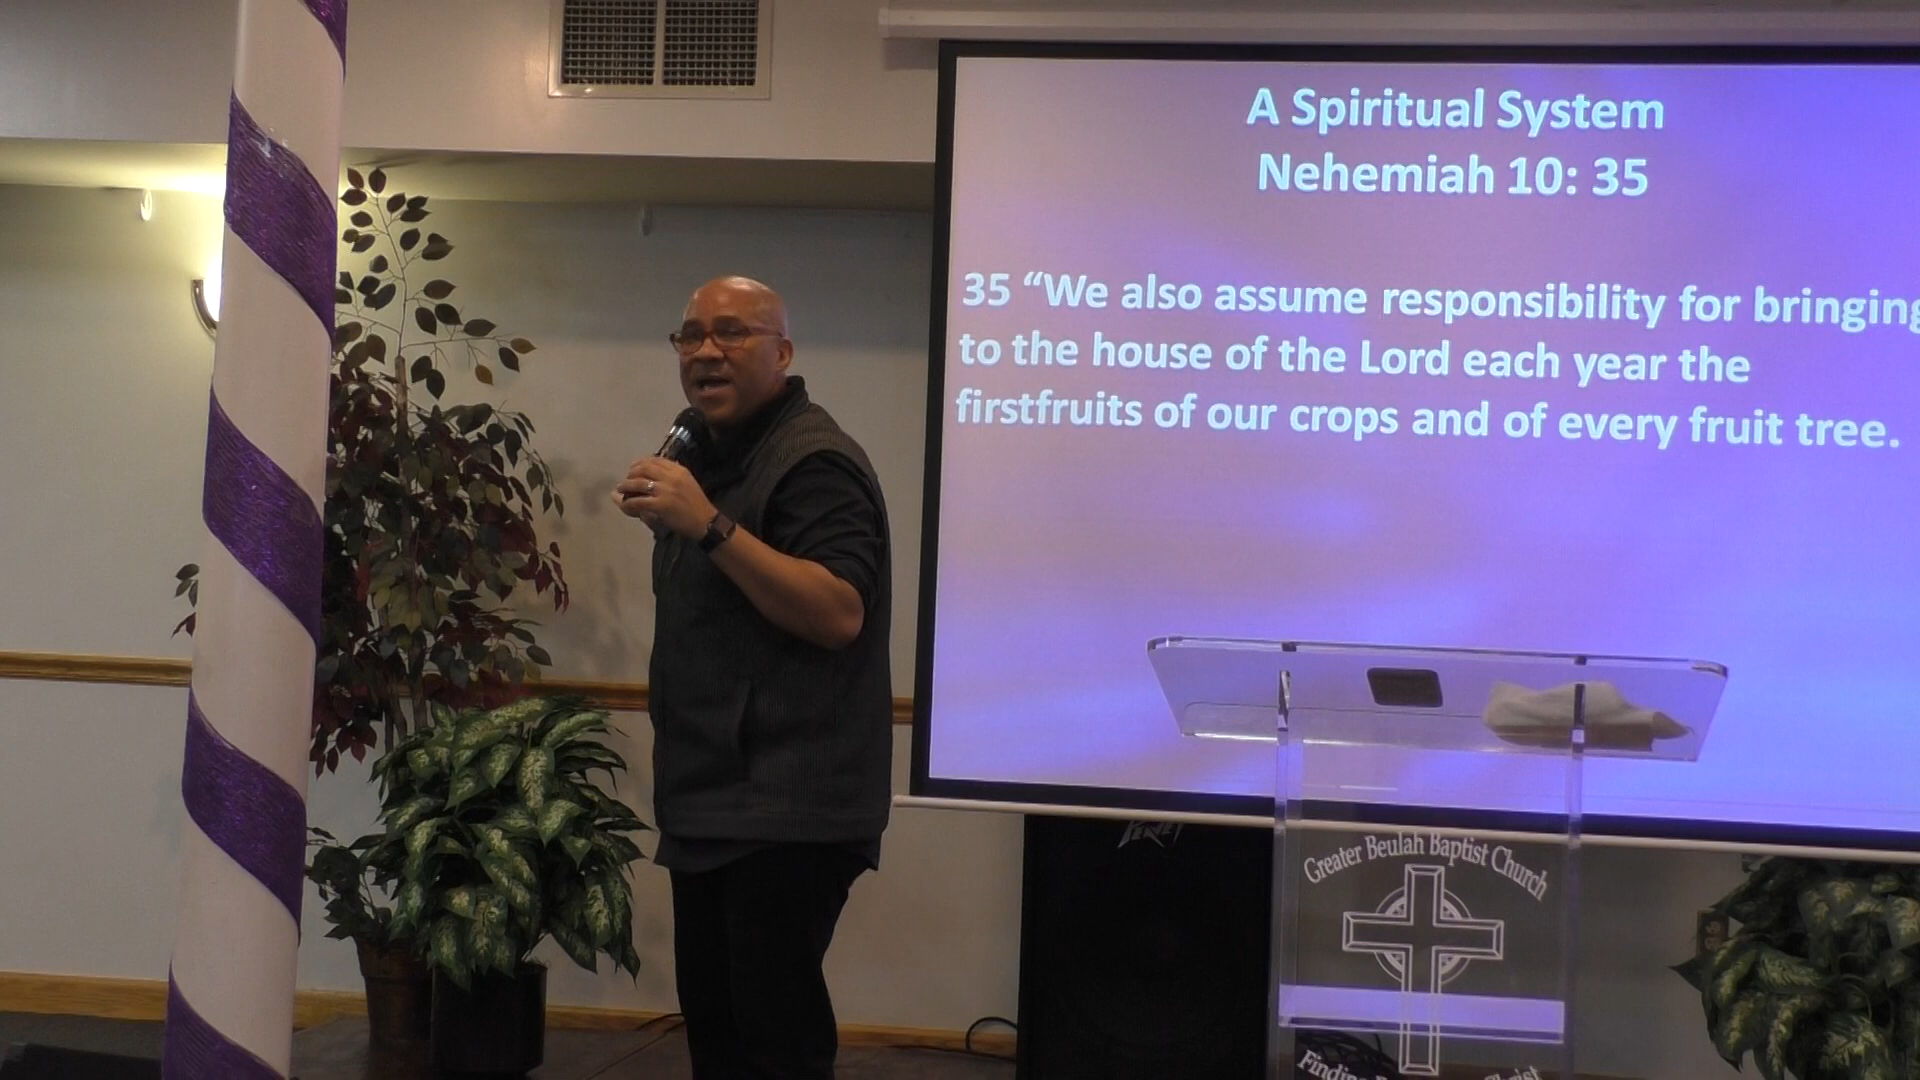 A Spiritual System
Nehemiah 10: 35
35 “We also assume responsibility for bringing
to the house of the Lord each year the
firstfruits of our crops and of every fruit tree.
PEAVEY
Greater Beulah Baptist Church